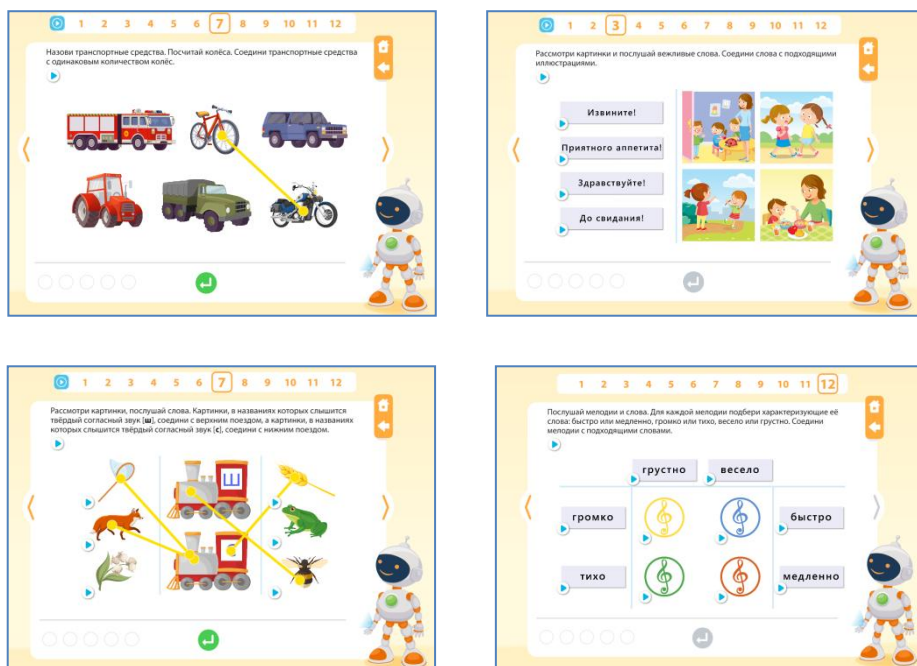 1 2 3 4 5 6 7 8 9 10 11 12
Назови транспортные средства. Посчитай колёса. Соедини транспортные средства
с одинаковым количеством колёс.
1 2 3 4 5 6 7 8 9 10 11 12
Рассмотри картинки и послушай вежливые слова. Соедини слова с подходящими
иллюстрациями.
Извините!
Приятного аппетита!
Здравствуйте!
До свидания!
1 2 3 4 5 6 7 8 9 10 11 12
Рассмотри картинки, послушай слова. Картинки, в названиях которых слышится
твёрдый согласный звук [ш], соедини с верхним поездом, а картинки, в названиях
которых слышится твёрдый согласный звук [с], соедини с нижним поездом.
Ш
1 2 3 4 5 6 7 8 9 10 11 12
Послушай мелодии и слова. Для каждой мелодии подбери характеризующие её
слова: быстро или медленно, громко или тихо, весело или грустно. Соедини
мелодии с подходящими словами.
грустно весело
громко быстро
тихо медленно